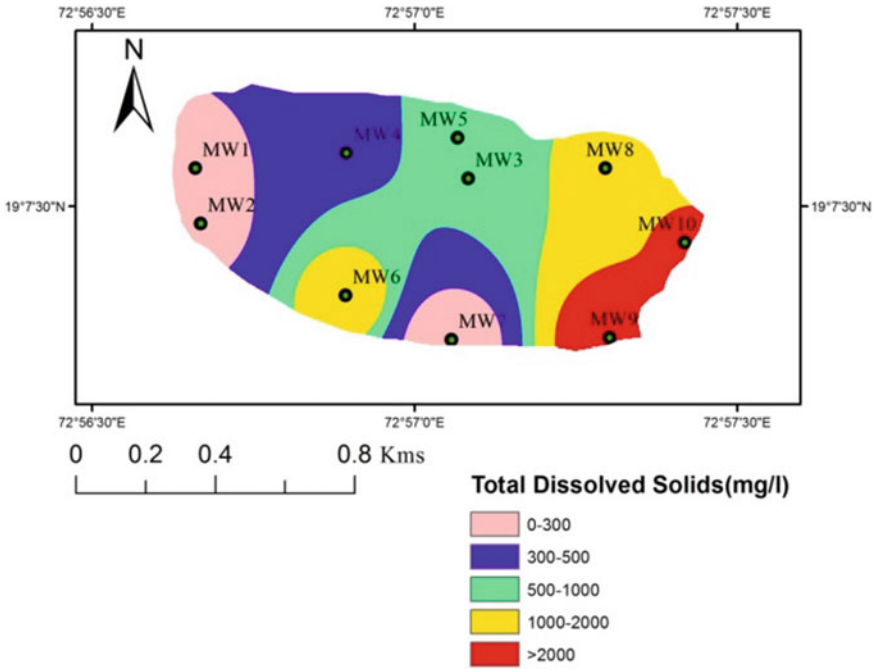 72°56'30"E 72°57'0"E 72°57'30"E
N
MW5
MW4
MW1 MW3 MW8
19°7'30"N 19°7'30"N
MW2
MW10
MW6
MW7
MW9
72°56'30"E 72°57'0"E 72°57'30"E
0 0.2 0.4 0.8 Kms
Total Dissolved Solids(mg/l)
0-300
300-500
500-1000
1000-2000
>2000